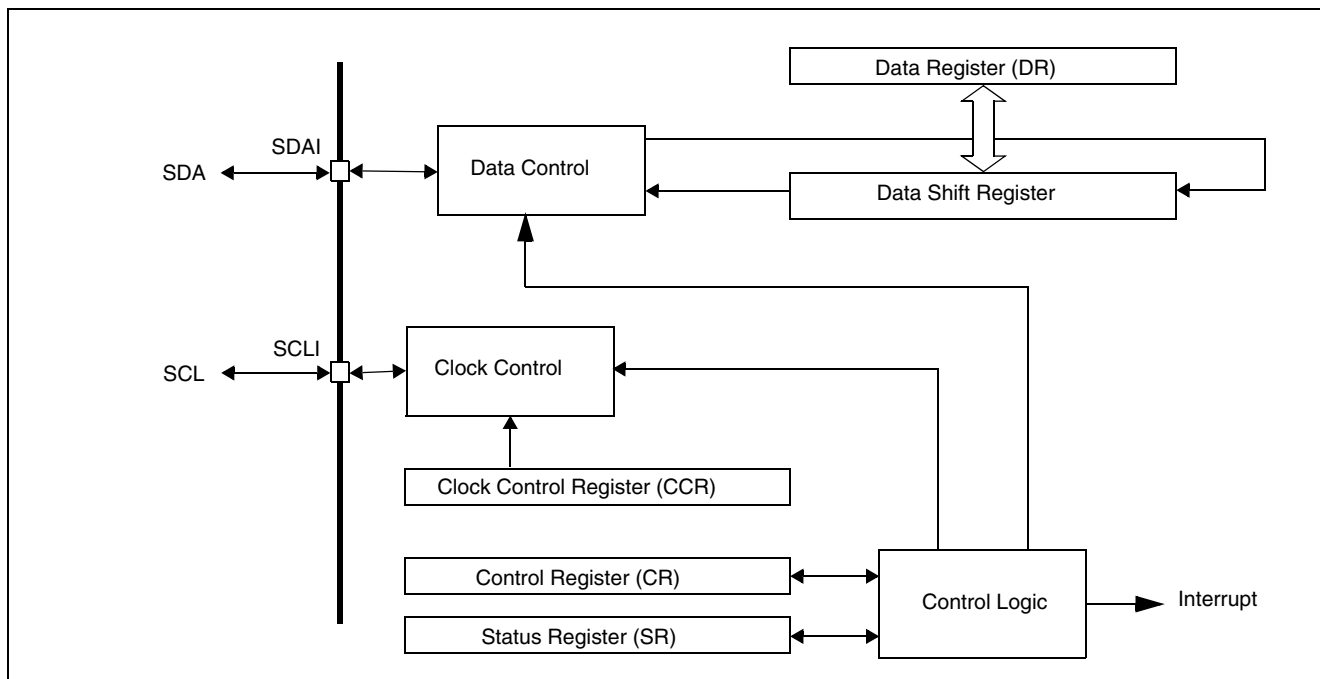 Data Register (DR)
SDAI
SDA
Data Control
Data Shift Register
SCLI
SCL
Clock Control
Clock Control Register (CCR)
Control Register (CR)
Control Logic
Interrupt
Status Register (SR)